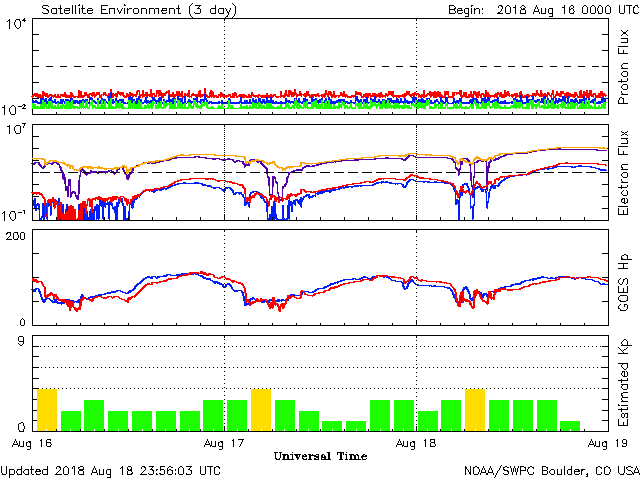 Satellite Environment (3 day) Begin: 2018 Aug 16 0000 UTC
10^4
10^-2
Proton Flux
10^7
10^-1
Electron Flux
200
0
GOES Hp
9
0
Estimated Kp
Aug 16 Aug 17 Aug 18 Aug 19
Universal Time
Updated 2018 Aug 18 23:56:03 UTC NOAA/SWPC Boulder, CO USA